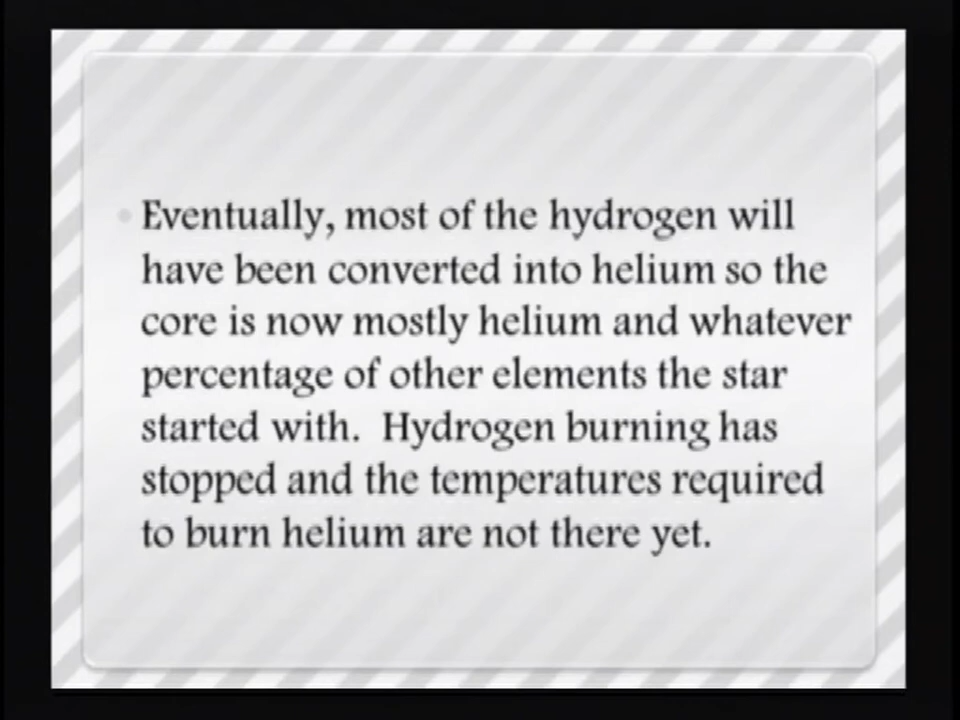 Eventually, most of the hydrogen will
have been converted into helium so the
core is now mostly helium and whatever
percentage of other elements the star
started with.  Hydrogen burning has
stopped and the temperatures required
to burn helium are not there yet.